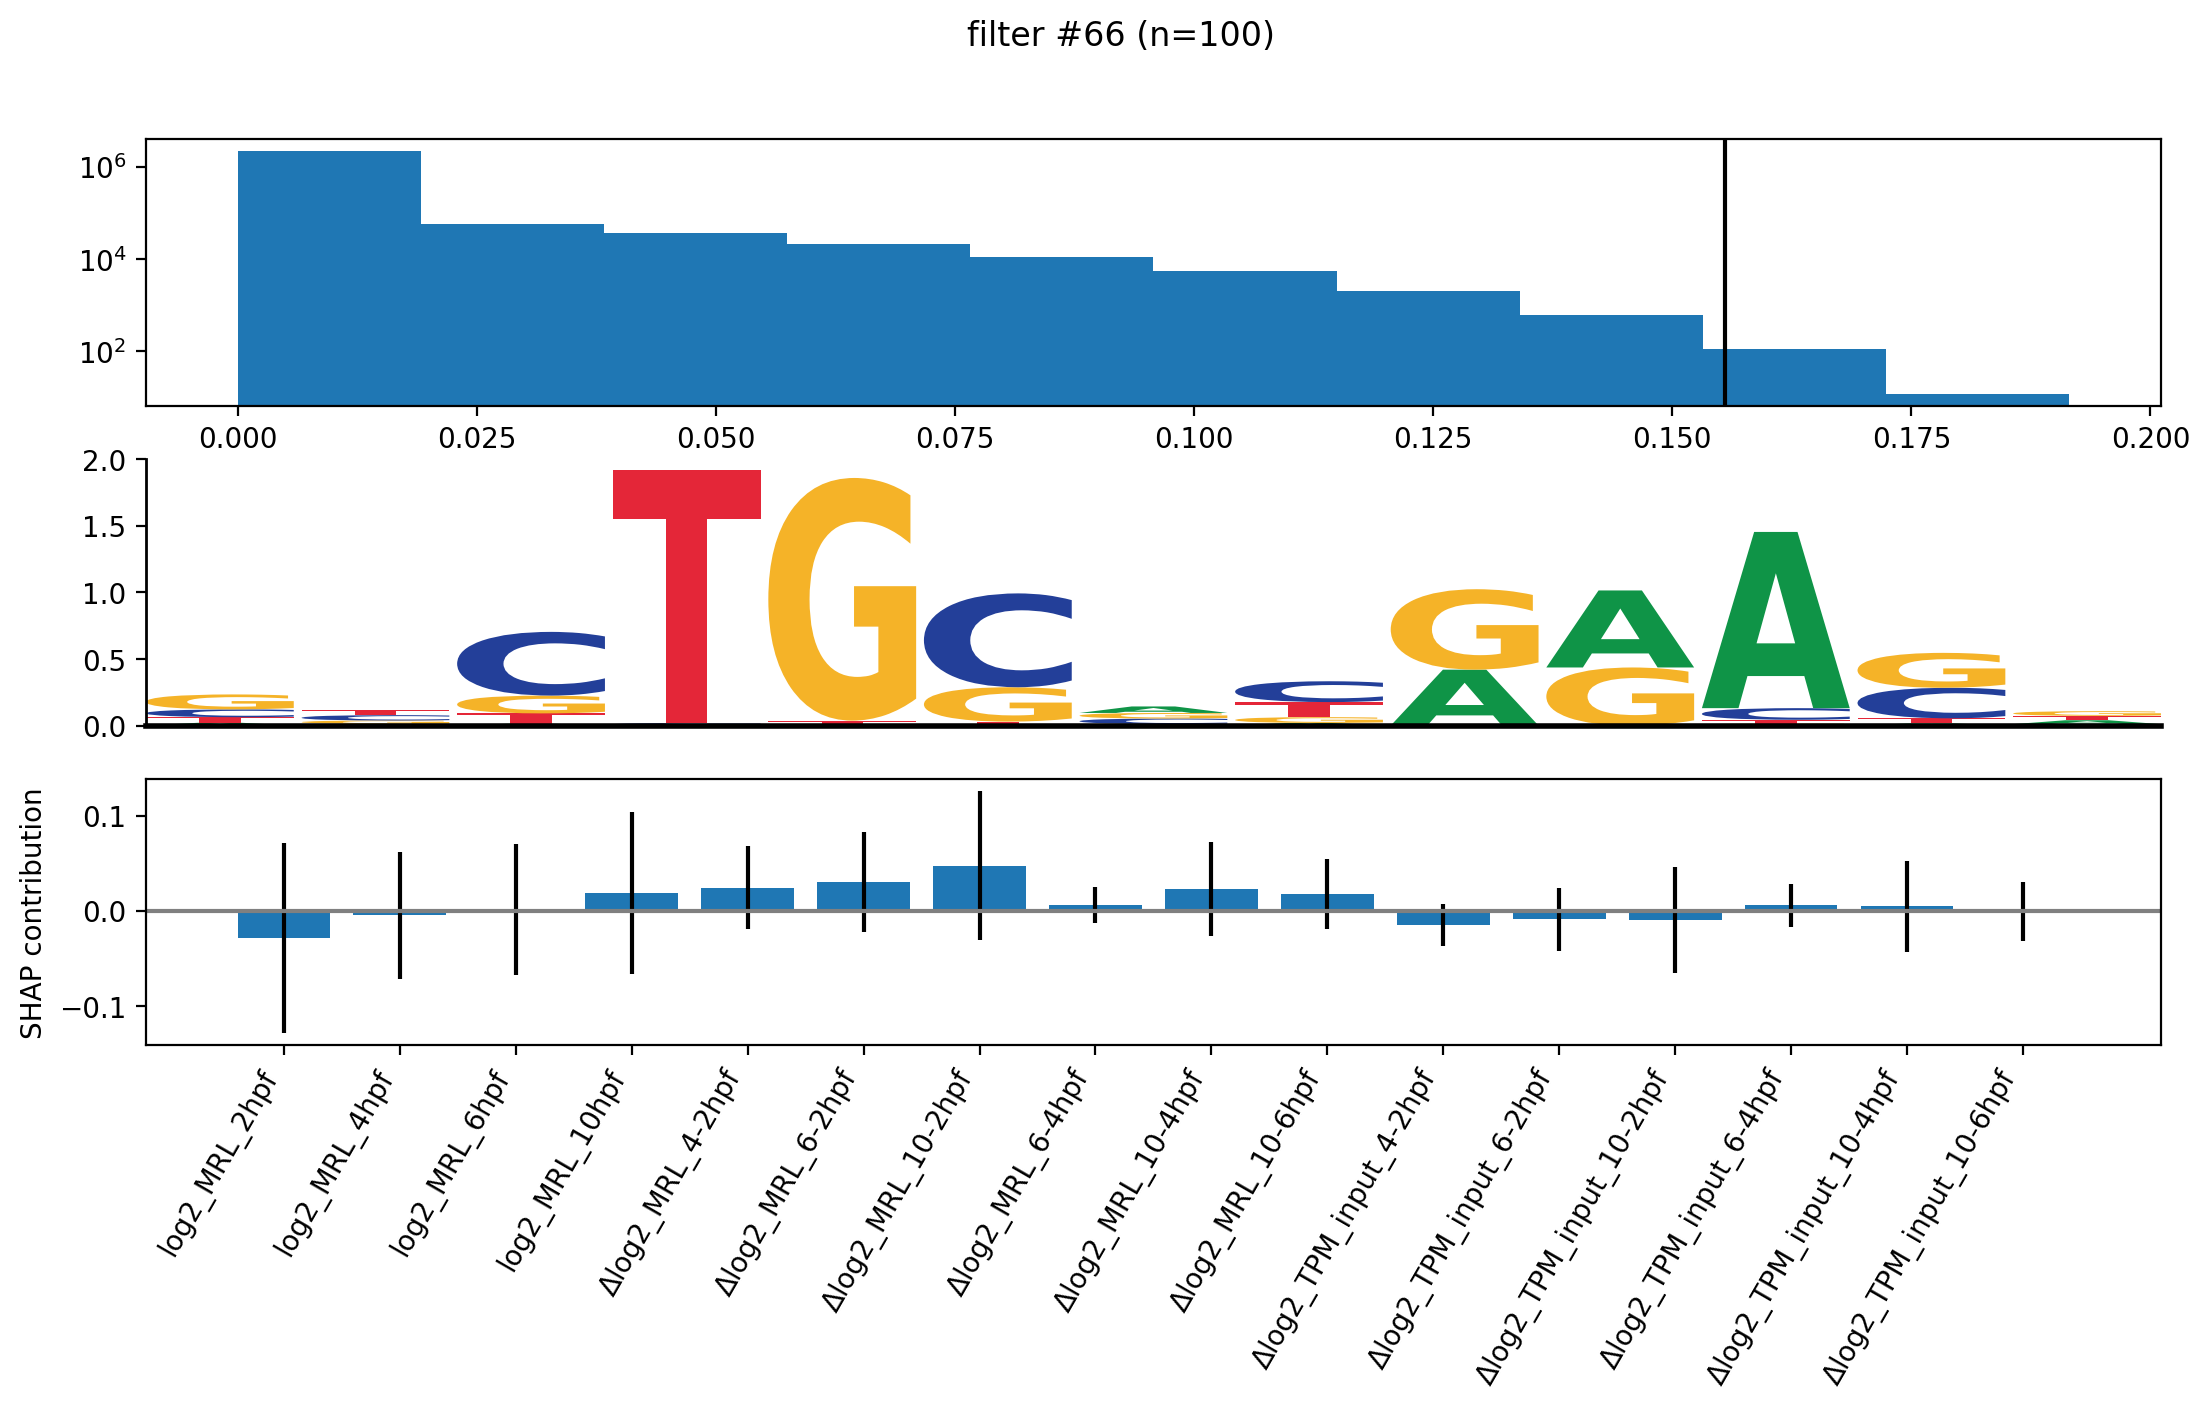 filter #66 (n=100)
10^6
10^4
10^2
0.000 0.025 0.050 0.075 0.100 0.125 0.150 0.175 0.200
2.0
1.5
1.0
0.5
0.0
G C T T C G C G T T G C G A G C C T G G A A G A C T G C T G T A
SHAP contribution
0.1
0.0
−0.1
log2_MRL_2hpf
log2_MRL_4hpf
log2_MRL_6hpf
log2_MRL_10hpf
Δlog2_MRL_4-2hpf
Δlog2_MRL_6-2hpf
Δlog2_MRL_10-2hpf
Δlog2_MRL_6-4hpf
Δlog2_MRL_10-4hpf
Δlog2_MRL_10-6hpf
Δlog2_TPM_input_4-2hpf
Δlog2_TPM_input_6-2hpf
Δlog2_TPM_input_10-2hpf
Δlog2_TPM_input_6-4hpf
Δlog2_TPM_input_10-4hpf
Δlog2_TPM_input_10-6hpf